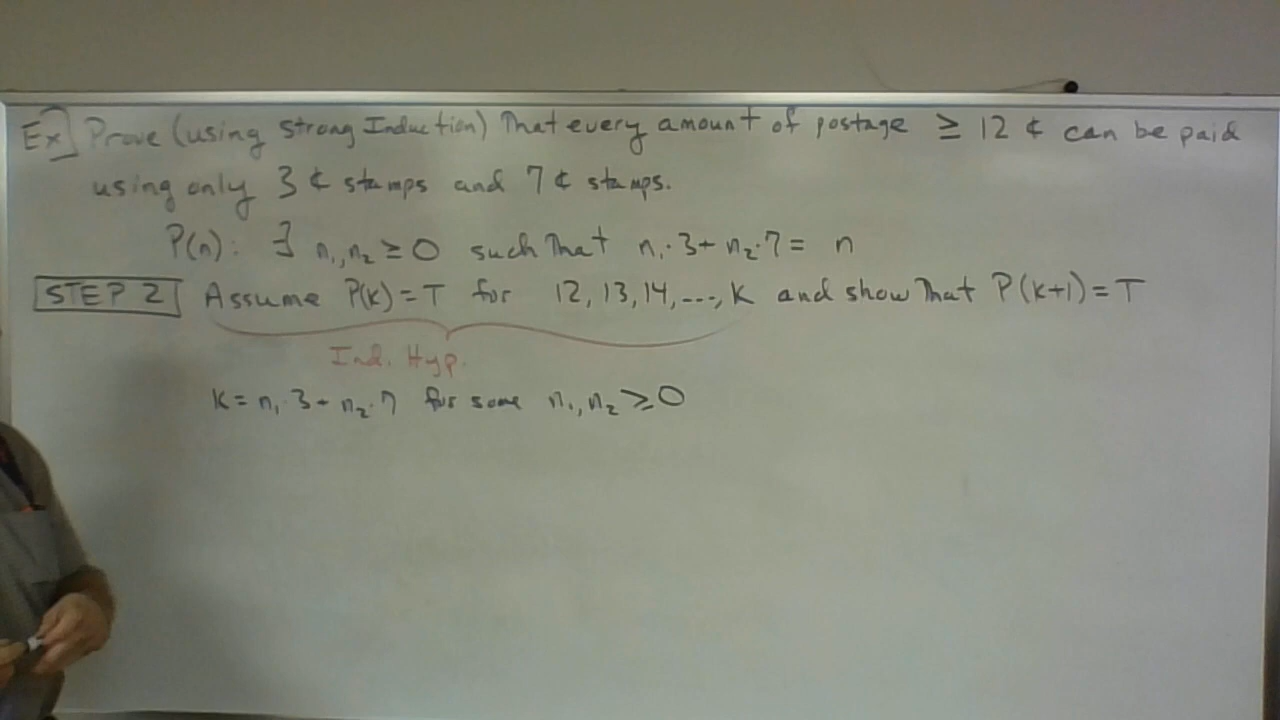 Ex] Prove (using strong Induction) That every amount of postage ≥ 12 ¢ can be paid
using only 3 ¢ stamps and 7 ¢ stamps.
P(n): ∃ n₁, n₂ ≥ 0 such that n₁·3 + n₂·7 = n
STEP 2 Assume P(k) = T for 12, 13, 14, ..., k and show that P(k+1) = T
Ind. Hyp.
k = n₁·3 + n₂·7 for some n₁, n₂ ≥ 0